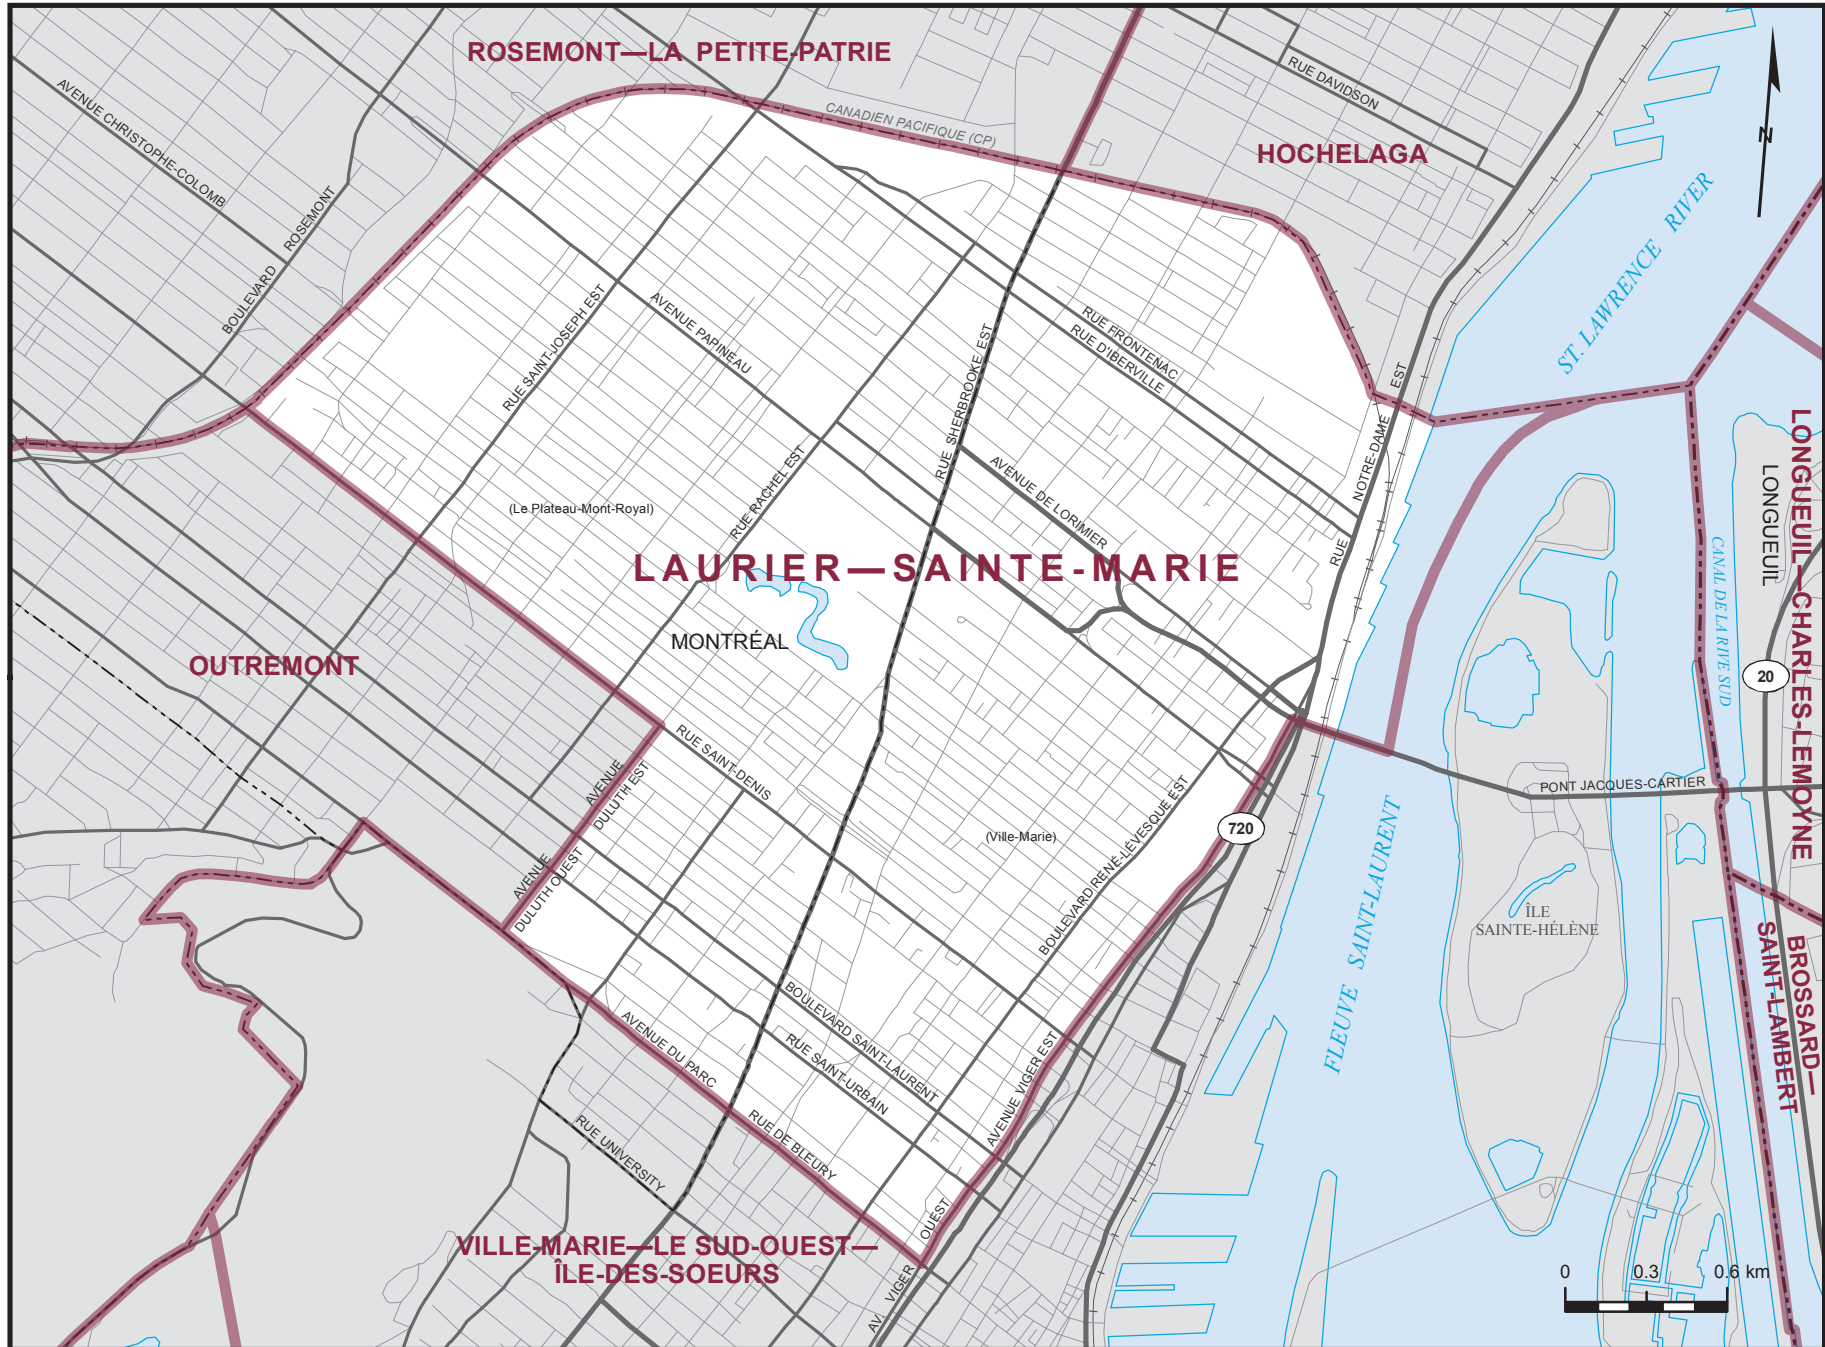 ROSEMONT—LA PETITE-PATRIE
RUE DAVIDSON
AVENUE CHRISTOPHE-COLOMB
CANADIEN PACIFIQUE (CP)
HOCHELAGA
N
BOULEVARD ROSEMONT
ST. LAWRENCE RIVER
RUE SAINT-JOSEPH EST
AVENUE PAPINEAU
RUE FRONTENAC
RUE D'IBERVILLE
RUE SHERBROOKE EST
RUE NOTRE-DAME EST
RUE RACHEL EST
AVENUE DE LORIMIER
(Le Plateau-Mont-Royal)
LONGUEUIL—CHARLES-LEMOYNE
LONGUEUIL
CANAL DE LA RIVE SUD
LAURIER—SAINTE-MARIE
MONTRÉAL
OUTREMONT
20
RUE SAINT-DENIS
AVENUE
DULUTH EST
PONT JACQUES-CARTIER
720
(Ville-Marie)
BOULEVARD RENÉ-LÉVESQUE EST
AVENUE
DULUTH OUEST
FLEUVE SAINT-LAURENT
ÎLE
SAINTE-HÉLÈNE
BROSSARD—
SAINT-LAMBERT
BOULEVARD SAINT-LAURENT
AVENUE DU PARC
RUE SAINT-URBAIN
AVENUE VIGER EST
RUE UNIVERSITY
RUE DE BLEURY
OUEST
AV. VIGER
VILLE-MARIE—LE SUD-OUEST—
ÎLE-DES-SOEURS
0 0.3 0.6 km